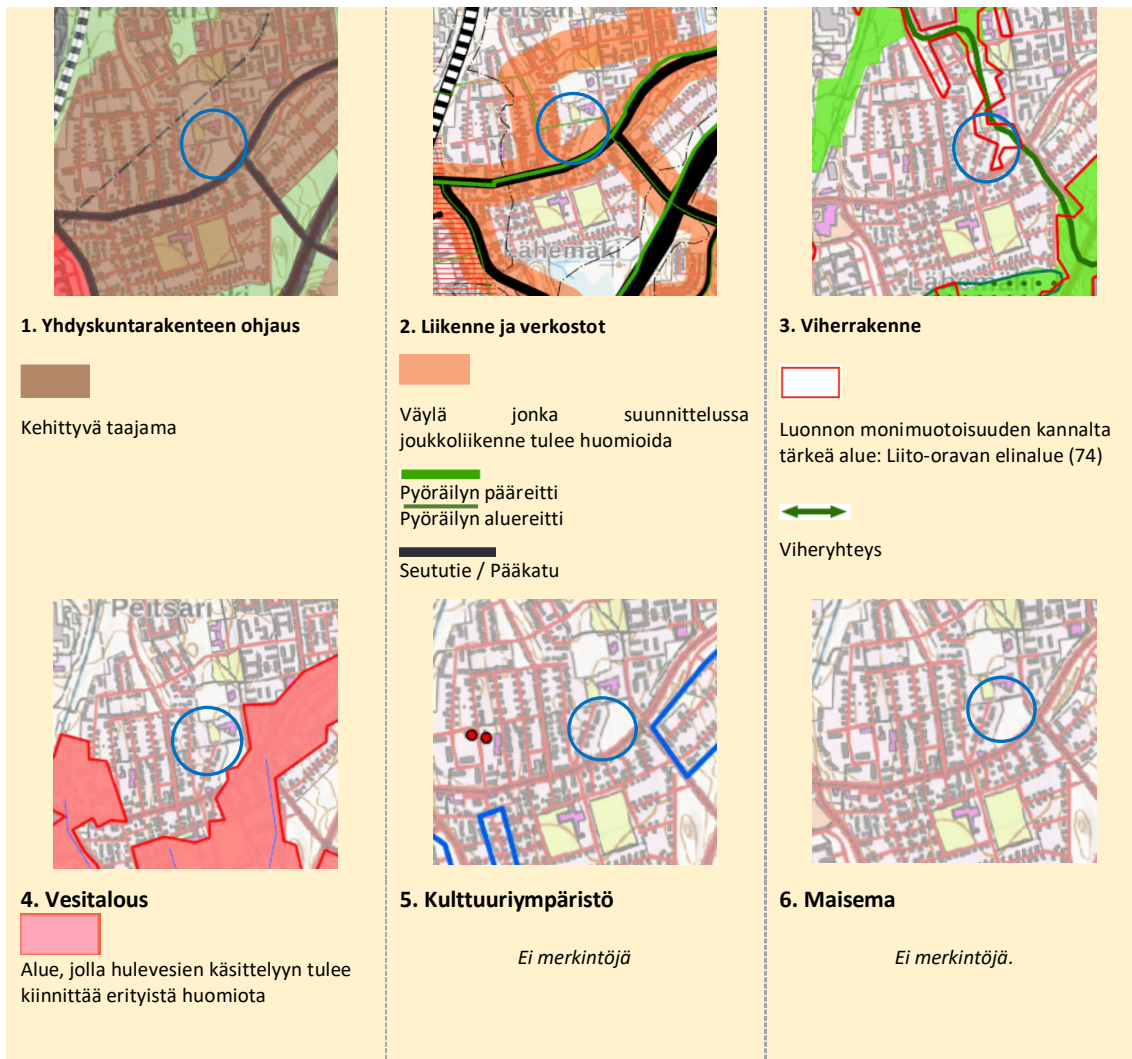 Peitsari
Lähemäki
Lähemäki
1. Yhdyskuntarakenteen ohjaus
Kehittyvä taajama
2. Liikenne ja verkostot
Väylä jonka suunnittelussa
joukkoliikenne tulee huomioida
Pyöräilyn pääreitti
Pyöräilyn aluereitti
Seututie / Pääkatu
3. Viherrakenne
Luonnon monimuotoisuuden kannalta
tärkeä alue: Liito-oravan elinalue (74)
Viheryhteys
Peitsari
4. Vesitalous
Alue, jolla hulevesien käsittelyyn tulee
kiinnittää erityistä huomiota
5. Kulttuuriympäristö
Ei merkintöjä
6. Maisema
Ei merkintöjä.